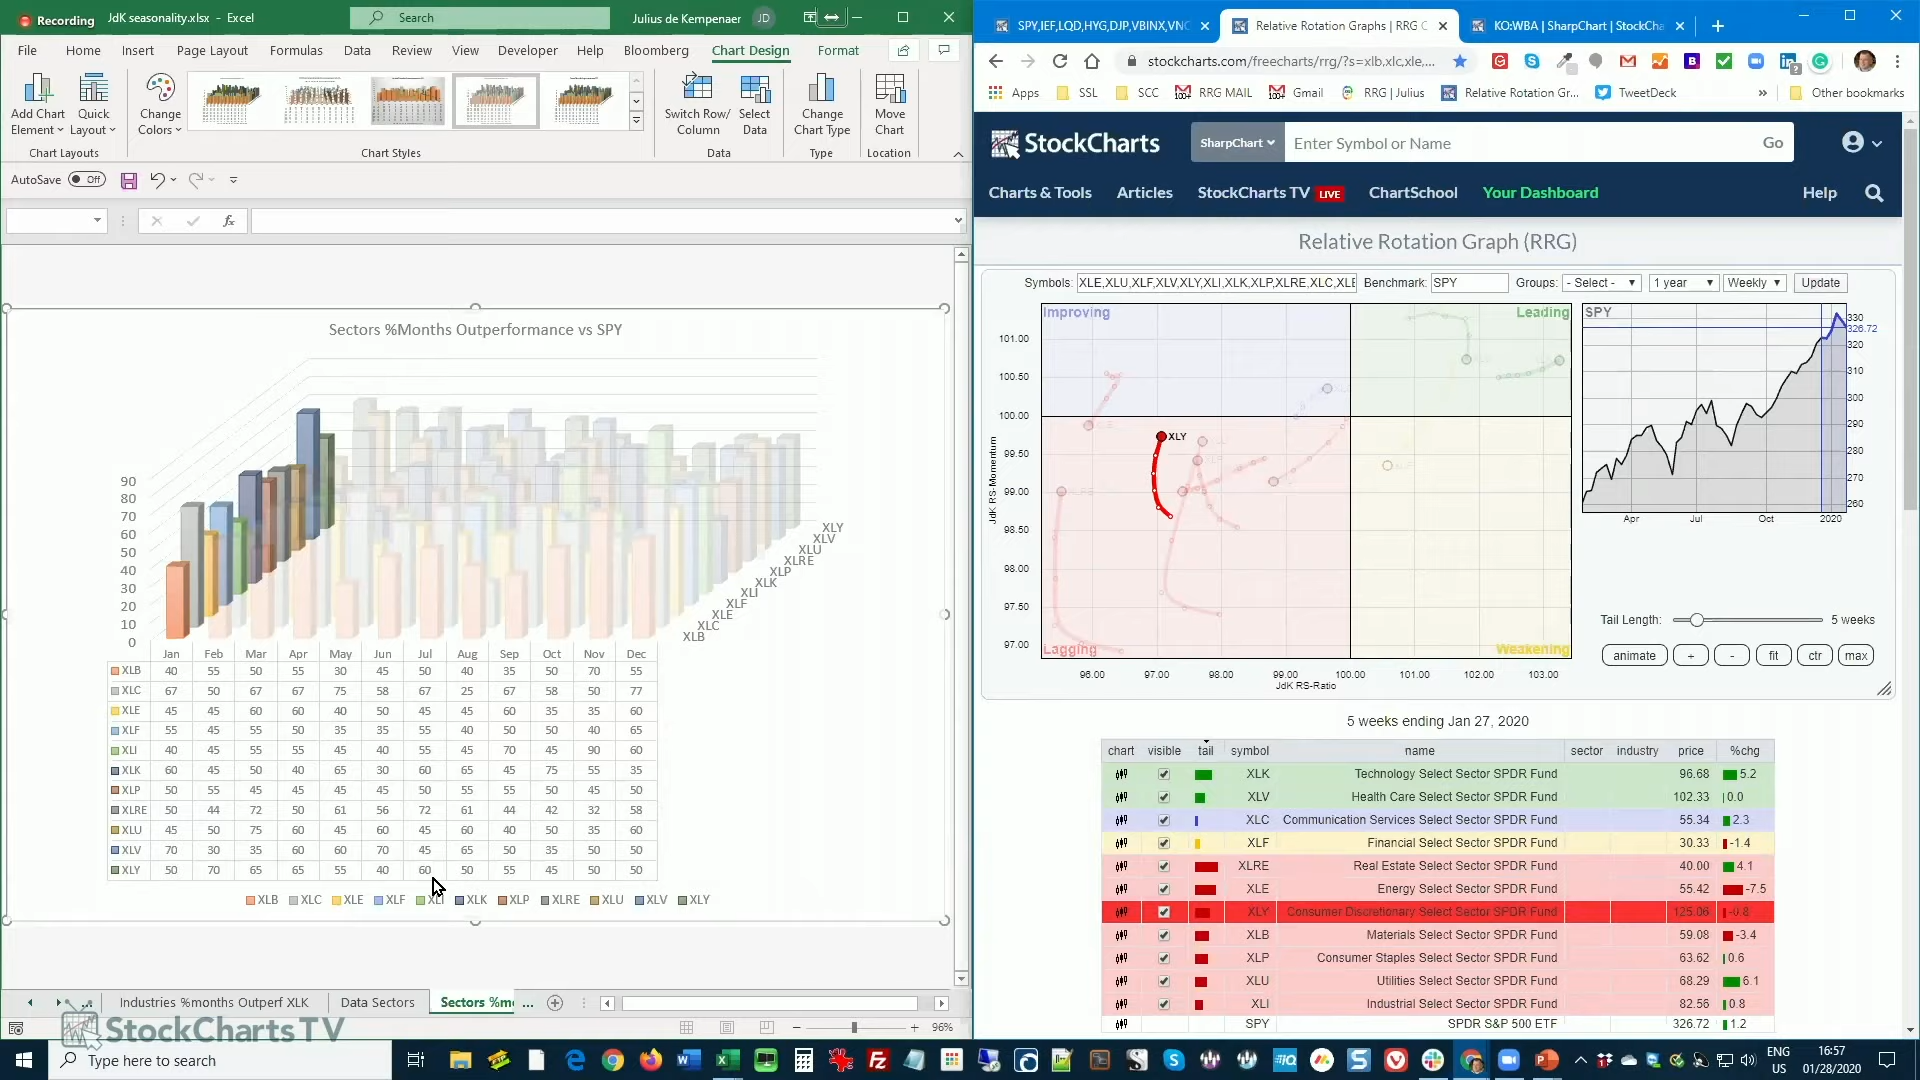 Recording
JdK seasonality.xlsx - Excel
Search
Julius de Kempenaer
JD
File Home Insert Page Layout Formulas Data Review View Developer Help Bloomberg Chart Design Format
Add Chart Element
Quick Layout
Change Colors
Switch Row/ Column
Select Data
Change Chart Type
Move Chart
Chart Layouts
Chart Styles
Data
Type
Location
AutoSave Off
fx
Sectors %Months Outperformance vs SPY
90
80
70
60
50
40
30
20
10
0
XLY
XLV
XLU
XLRE
XLP
XLK
XLI
XLF
XLE
XLC
XLB
Jan Feb Mar Apr May Jun Jul Aug Sep Oct Nov Dec
XLB 40 55 50 55 30 45 50 40 35 50 70 55
XLC 67 50 67 67 75 58 67 25 67 58 50 77
XLE 45 45 60 60 40 50 45 45 60 35 35 60
XLF 55 45 55 50 35 35 55 40 50 50 40 65
XLI 40 45 55 55 45 40 55 45 70 45 90 60
XLK 60 45 50 40 65 30 60 65 45 75 55 35
XLP 50 55 45 45 45 45 50 55 55 50 45 50
XLRE 50 44 72 50 61 56 72 61 44 42 32 58
XLU 45 50 75 60 45 60 45 60 40 50 35 60
XLV 70 30 35 60 60 70 45 65 50 35 50 50
XLY 50 70 65 65 55 40 60 50 55 45 50 50
XLB XLC XLE XLF XLI XLK XLP XLRE XLU XLV XLY
Industries %months Outperf XLK
Data Sectors
Sectors %m
...
96%
StockChartsTV
SPY,IEF,LQD,HYG,DJP,VBINX,VNQ
Relative Rotation Graphs | RRG C
KO:WBA | SharpChart | StockCha
stockcharts.com/freecharts/rrg/?s=xlb,xlc,xle,...
Apps SSL SCC RRG MAIL Gmail RRG | Julius Relative Rotation Gr... TweetDeck » Other bookmarks
StockCharts
SharpChart
Enter Symbol or Name
Go
Charts & Tools Articles StockCharts TV LIVE ChartSchool Your Dashboard Help
Relative Rotation Graph (RRG)
Symbols: XLE,XLU,XLF,XLV,XLY,XLI,XLK,XLP,XLRE,XLC,XLE Benchmark: SPY Groups: - Select - 1 year Weekly Update
Improving
Leading
Lagging
Weakening
XLY
101.00
100.50
100.00
99.50
99.00
98.50
98.00
97.50
97.00
JdK RS-Momentum
96.00 97.00 98.00 99.00 100.00 101.00 102.00 103.00
JdK RS-Ratio
SPY
330
326.72
320
310
300
290
280
270
260
Apr Jul Oct 2020
Tail Length: 5 weeks
animate + - fit ctr max
5 weeks ending Jan 27, 2020
chart visible tail symbol name sector industry price %chg
XLK Technology Select Sector SPDR Fund 96.68 5.2
XLV Health Care Select Sector SPDR Fund 102.33 0.0
XLC Communication Services Select Sector SPDR Fund 55.34 2.3
XLF Financial Select Sector SPDR Fund 30.33 -1.4
XLRE Real Estate Select Sector SPDR Fund 40.00 4.1
XLE Energy Select Sector SPDR Fund 55.42 -7.5
XLY Consumer Discretionary Select Sector SPDR Fund 125.06 -0.8
XLB Materials Select Sector SPDR Fund 59.08 -3.4
XLP Consumer Staples Select Sector SPDR Fund 63.62 0.6
XLU Utilities Select Sector SPDR Fund 68.29 6.1
XLI Industrial Select Sector SPDR Fund 82.56 0.8
SPY SPDR S&P 500 ETF 326.72 1.2
Type here to search
ENG
US
16:57
01/28/2020